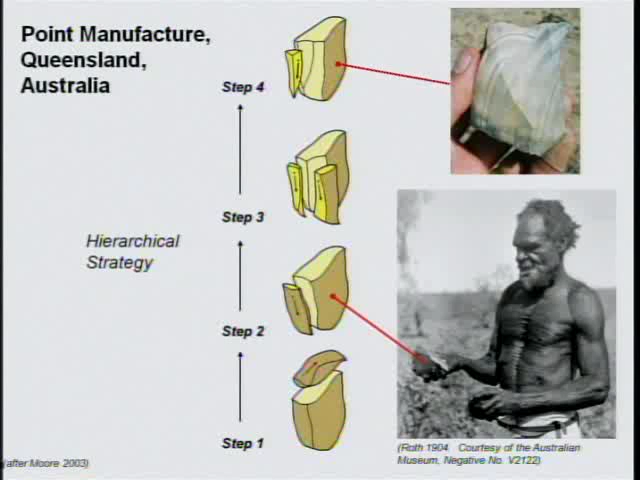 Point Manufacture,
Queensland,
Australia
Step 4
Step 3
Hierarchical
Strategy
Step 2
Step 1
(after Moore 2003)
(Roth 1904. Courtesy of the Australian
Museum, Negative No. V2122)